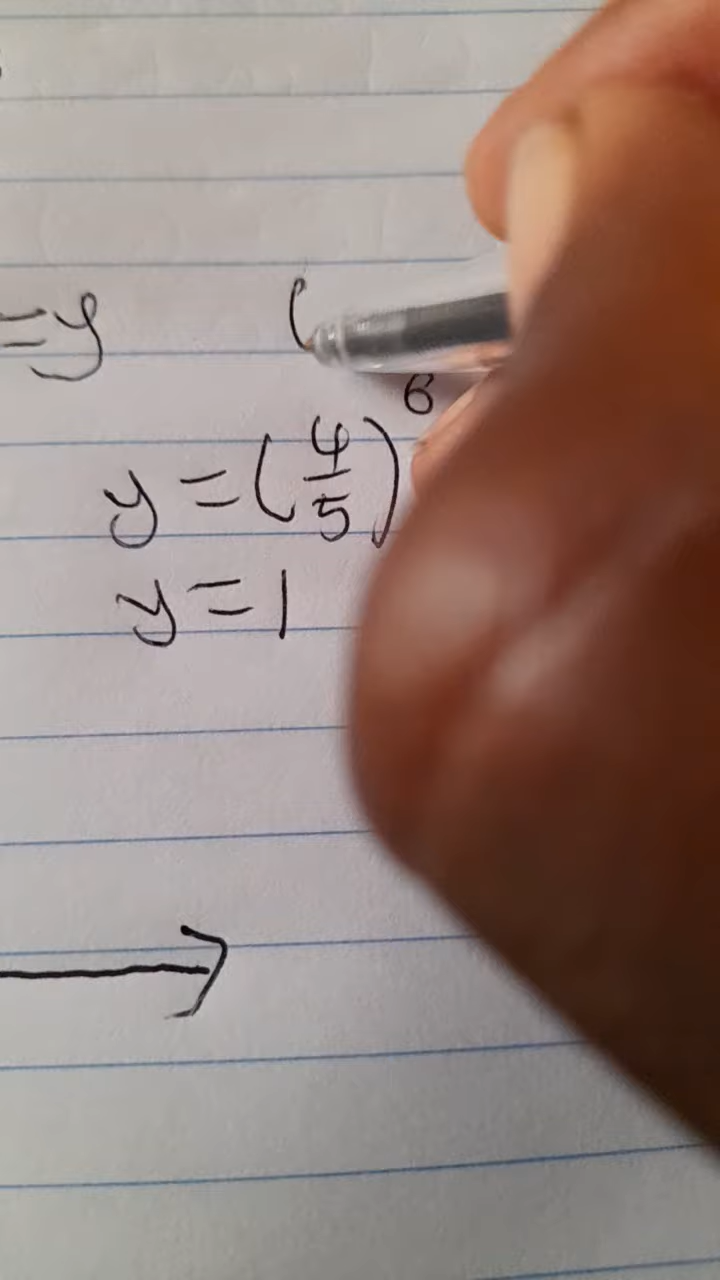 =y (
y = (4/5)^6
y = 1